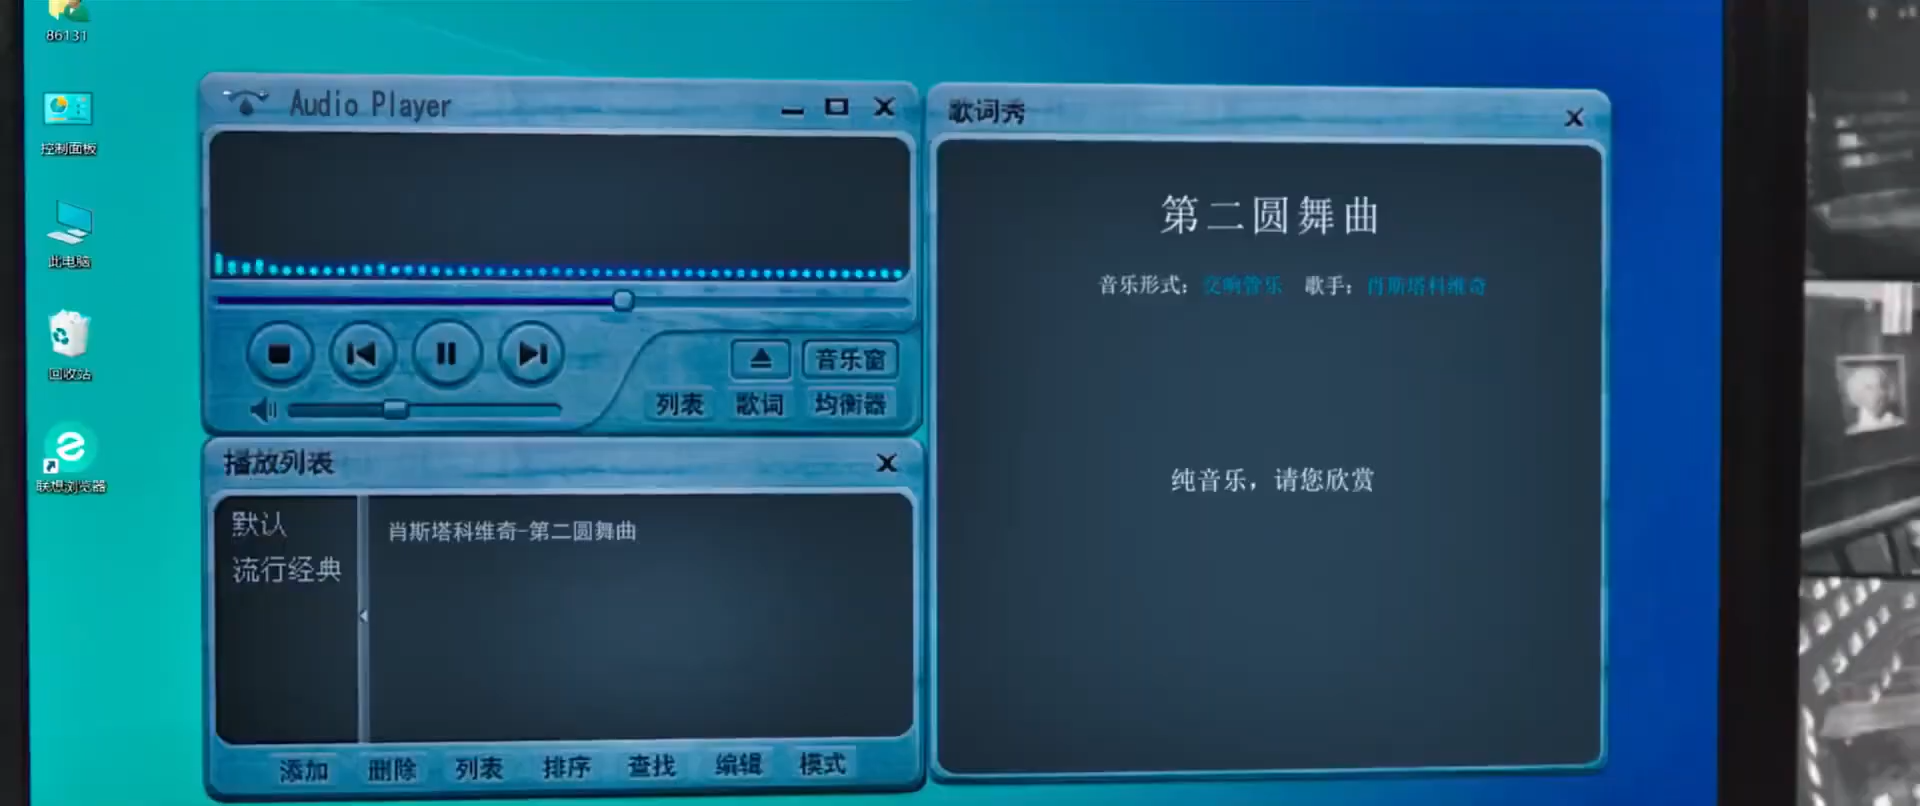 86131
控制面板
此电脑
回收站
联想浏览器
Audio Player
音乐窗
列表 歌词 均衡器
播放列表
默认
流行经典
肖斯塔科维奇-第二圆舞曲
添加 删除 列表 排序 查找 编辑 模式
歌词秀
第二圆舞曲
音乐形式：交响管乐 歌手：肖斯塔科维奇
纯音乐，请您欣赏